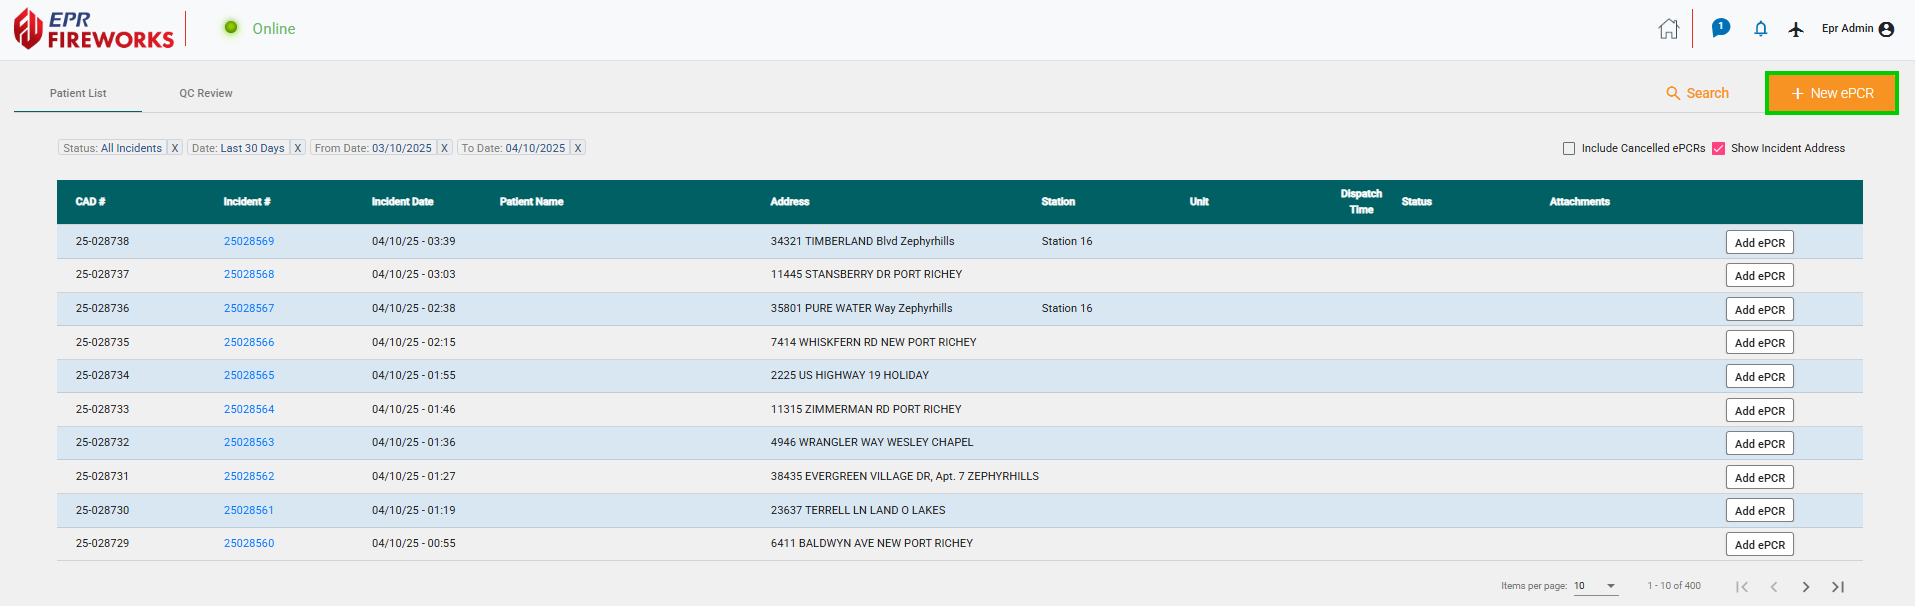 EPR
FIREWORKS
Online
1
Epr Admin
Patient List
QC Review
Search
+ New ePCR
Status: All Incidents X
Date: Last 30 Days X
From Date: 03/10/2025 X
To Date: 04/10/2025 X
Include Cancelled ePCRs
Show Incident Address
CAD # Incident # Incident Date Patient Name Address Station Unit Dispatch Time Status Attachments
25-028738 25028569 04/10/25 - 03:39 34321 TIMBERLAND Blvd Zephyrhills Station 16 Add ePCR
25-028737 25028568 04/10/25 - 03:03 11445 STANSBERRY DR PORT RICHEY Add ePCR
25-028736 25028567 04/10/25 - 02:38 35801 PURE WATER Way Zephyrhills Station 16 Add ePCR
25-028735 25028566 04/10/25 - 02:15 7414 WHISKFERN RD NEW PORT RICHEY Add ePCR
25-028734 25028565 04/10/25 - 01:55 2225 US HIGHWAY 19 HOLIDAY Add ePCR
25-028733 25028564 04/10/25 - 01:46 11315 ZIMMERMAN RD PORT RICHEY Add ePCR
25-028732 25028563 04/10/25 - 01:36 4946 WRANGLER WAY WESLEY CHAPEL Add ePCR
25-028731 25028562 04/10/25 - 01:27 38435 EVERGREEN VILLAGE DR, Apt. 7 ZEPHYRHILLS Add ePCR
25-028730 25028561 04/10/25 - 01:19 23637 TERRELL LN LAND O LAKES Add ePCR
25-028729 25028560 04/10/25 - 00:55 6411 BALDWYN AVE NEW PORT RICHEY Add ePCR
Items per page: 10 1 - 10 of 400